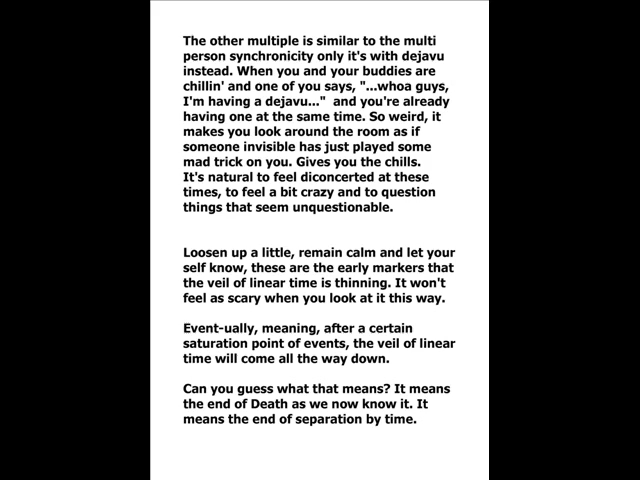 The other multiple is similar to the multi
person synchronicity only it's with dejavu
instead. When you and your buddies are
chillin' and one of you says, "...whoa guys,
I'm having a dejavu..."  and you're already
having one at the same time. So weird, it
makes you look around the room as if
someone invisible has just played some
mad trick on you. Gives you the chills.
It's natural to feel diconcerted at these
times, to feel a bit crazy and to question
things that seem unquestionable.
Loosen up a little, remain calm and let your
self know, these are the early markers that
the veil of linear time is thinning. It won't
feel as scary when you look at it this way.
Event-ually, meaning, after a certain
saturation point of events, the veil of linear
time will come all the way down.
Can you guess what that means? It means
the end of Death as we now know it. It
means the end of separation by time.